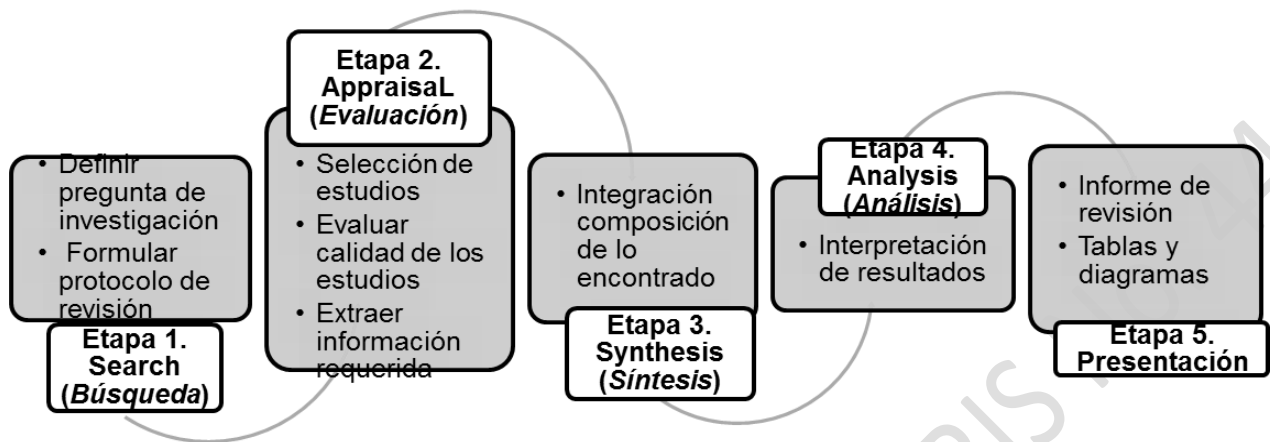 • Definir
pregunta de
investigación
• Formular
protocolo de
revisión
Etapa 1.
Search
(Búsqueda)
Etapa 2.
AppraisaL
(Evaluación)
• Selección de
estudios
• Evaluar
calidad de los
estudios
• Extraer
información
requerida
• Integración
composición
de lo
encontrado
Etapa 3.
Synthesis
(Síntesis)
Etapa 4.
Analysis
(Análisis)
• Interpretación
de resultados
• Informe de
revisión
• Tablas y
diagramas
Etapa 5.
Presentación